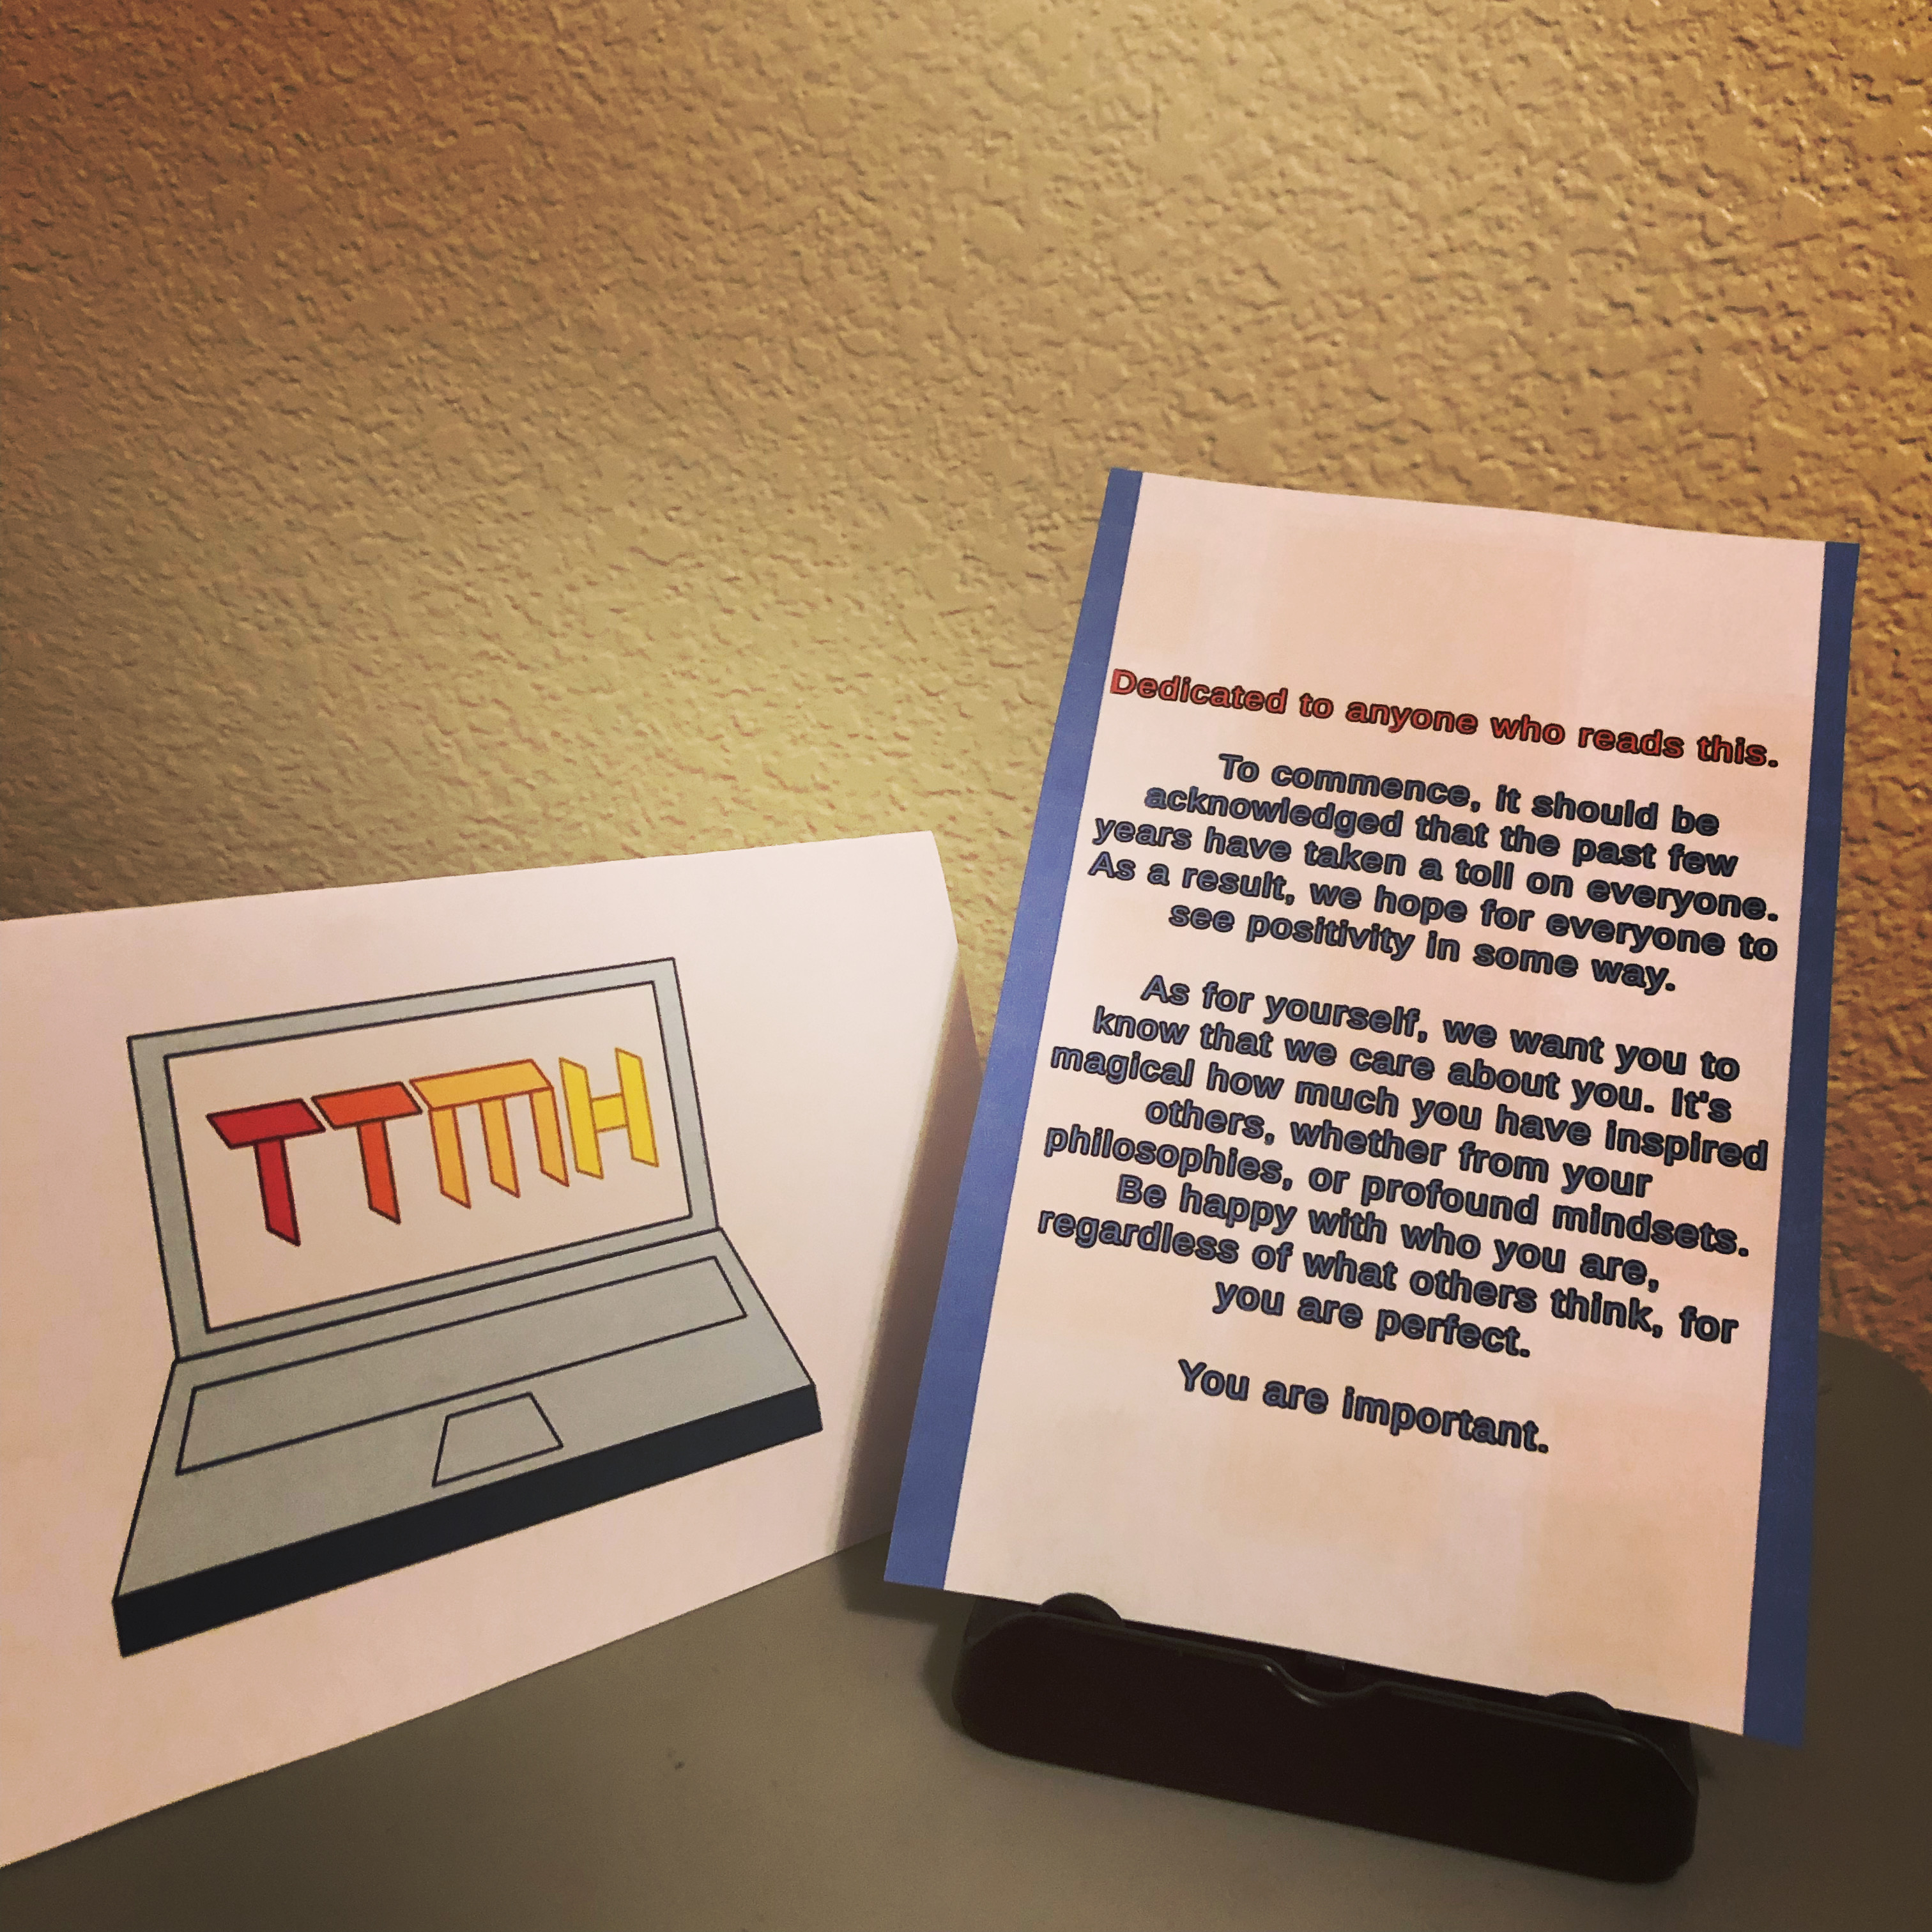 TTMH
Dedicated to anyone who reads this.
To commence, it should be
acknowledged that the past few
years have taken a toll on everyone.
As a result, we hope for everyone to
see positivity in some way.
As for yourself, we want you to
know that we care about you. It's
magical how much you have inspired
others, whether from your
philosophies, or profound mindsets.
Be happy with who you are,
regardless of what others think, for
you are perfect.
You are important.